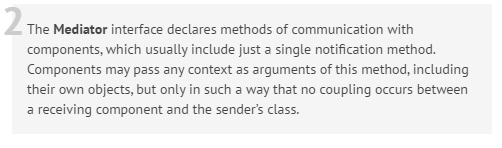 2
The Mediator interface declares methods of communication with
components, which usually include just a single notification method.
Components may pass any context as arguments of this method, including
their own objects, but only in such a way that no coupling occurs between
a receiving component and the sender’s class.